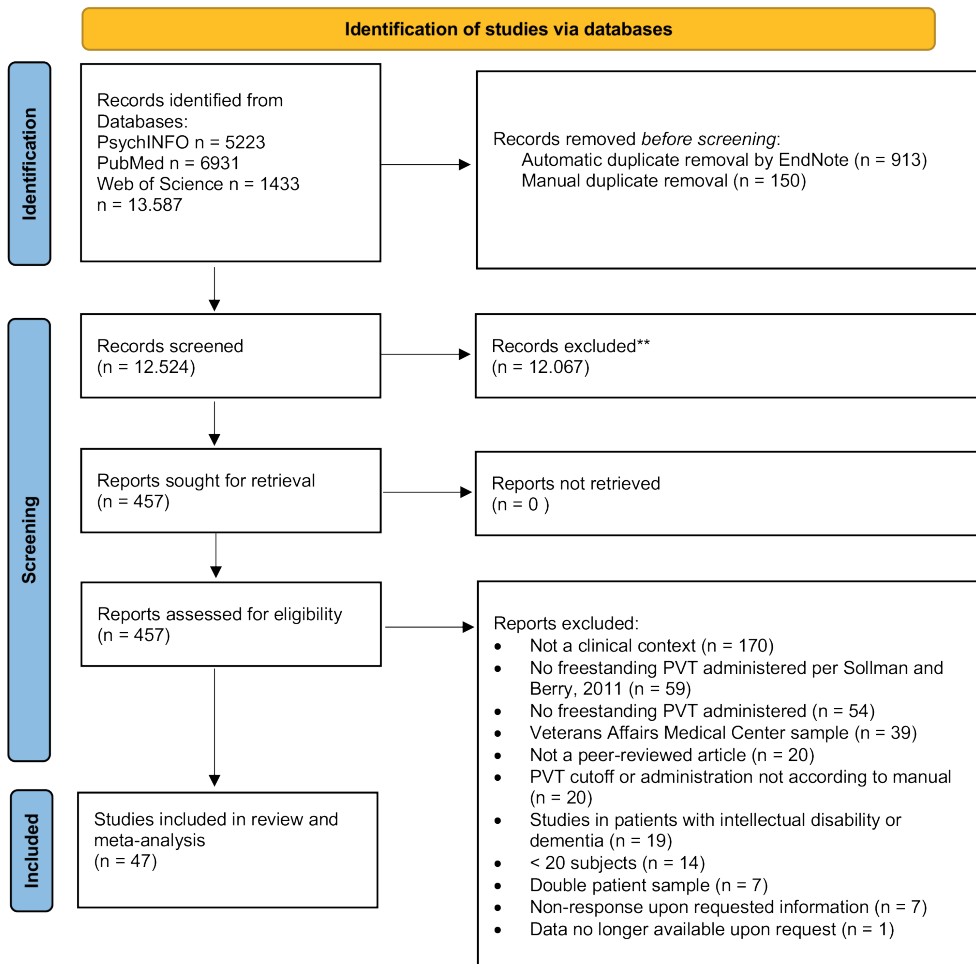 Identification of studies via databases
Identification
Records identified from
Databases:
PsychINFO n = 5223
PubMed n = 6931
Web of Science n = 1433
n = 13.587
Records removed before screening:
Automatic duplicate removal by EndNote (n = 913)
Manual duplicate removal (n = 150)
Screening
Records screened
(n = 12.524)
Records excluded**
(n = 12.067)
Reports sought for retrieval
(n = 457)
Reports not retrieved
(n = 0 )
Reports assessed for eligibility
(n = 457)
Reports excluded:
• Not a clinical context (n = 170)
• No freestanding PVT administered per Sollman and
Berry, 2011 (n = 59)
• No freestanding PVT administered (n = 54)
• Veterans Affairs Medical Center sample (n = 39)
• Not a peer-reviewed article (n = 20)
• PVT cutoff or administration not according to manual
(n = 20)
• Studies in patients with intellectual disability or
dementia (n = 19)
• < 20 subjects (n = 14)
• Double patient sample (n = 7)
• Non-response upon requested information (n = 7)
• Data no longer available upon request (n = 1)
Included
Studies included in review and
meta-analysis
(n = 47)